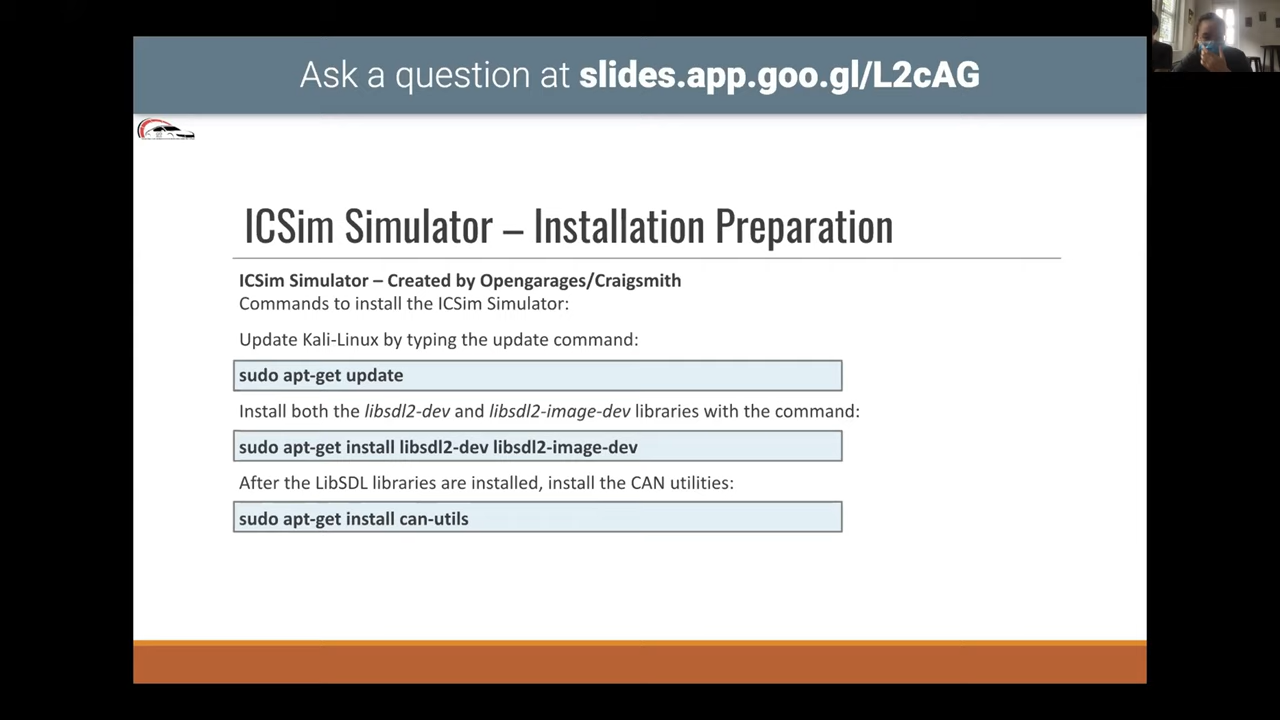 Ask a question at slides.app.goo.gl/L2cAG
ICSim Simulator – Installation Preparation
ICSim Simulator – Created by Opengarages/Craigsmith
Commands to install the ICSim Simulator:
Update Kali-Linux by typing the update command:
sudo apt-get update
Install both the libsdl2-dev and libsdl2-image-dev libraries with the command:
sudo apt-get install libsdl2-dev libsdl2-image-dev
After the LibSDL libraries are installed, install the CAN utilities:
sudo apt-get install can-utils